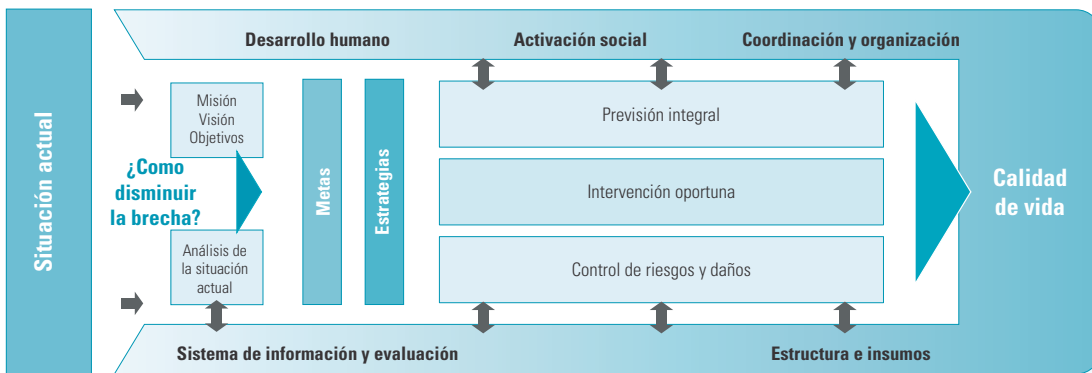 Situación actual
Desarrollo humano
Activación social
Coordinación y organización
Misión
Visión
Objetivos
¿Como
disminuir
la brecha?
Análisis de
la situación
actual
Metas
Estrategias
Previsión integral
Intervención oportuna
Control de riesgos y daños
Calidad
de vida
Sistema de información y evaluación
Estructura e insumos